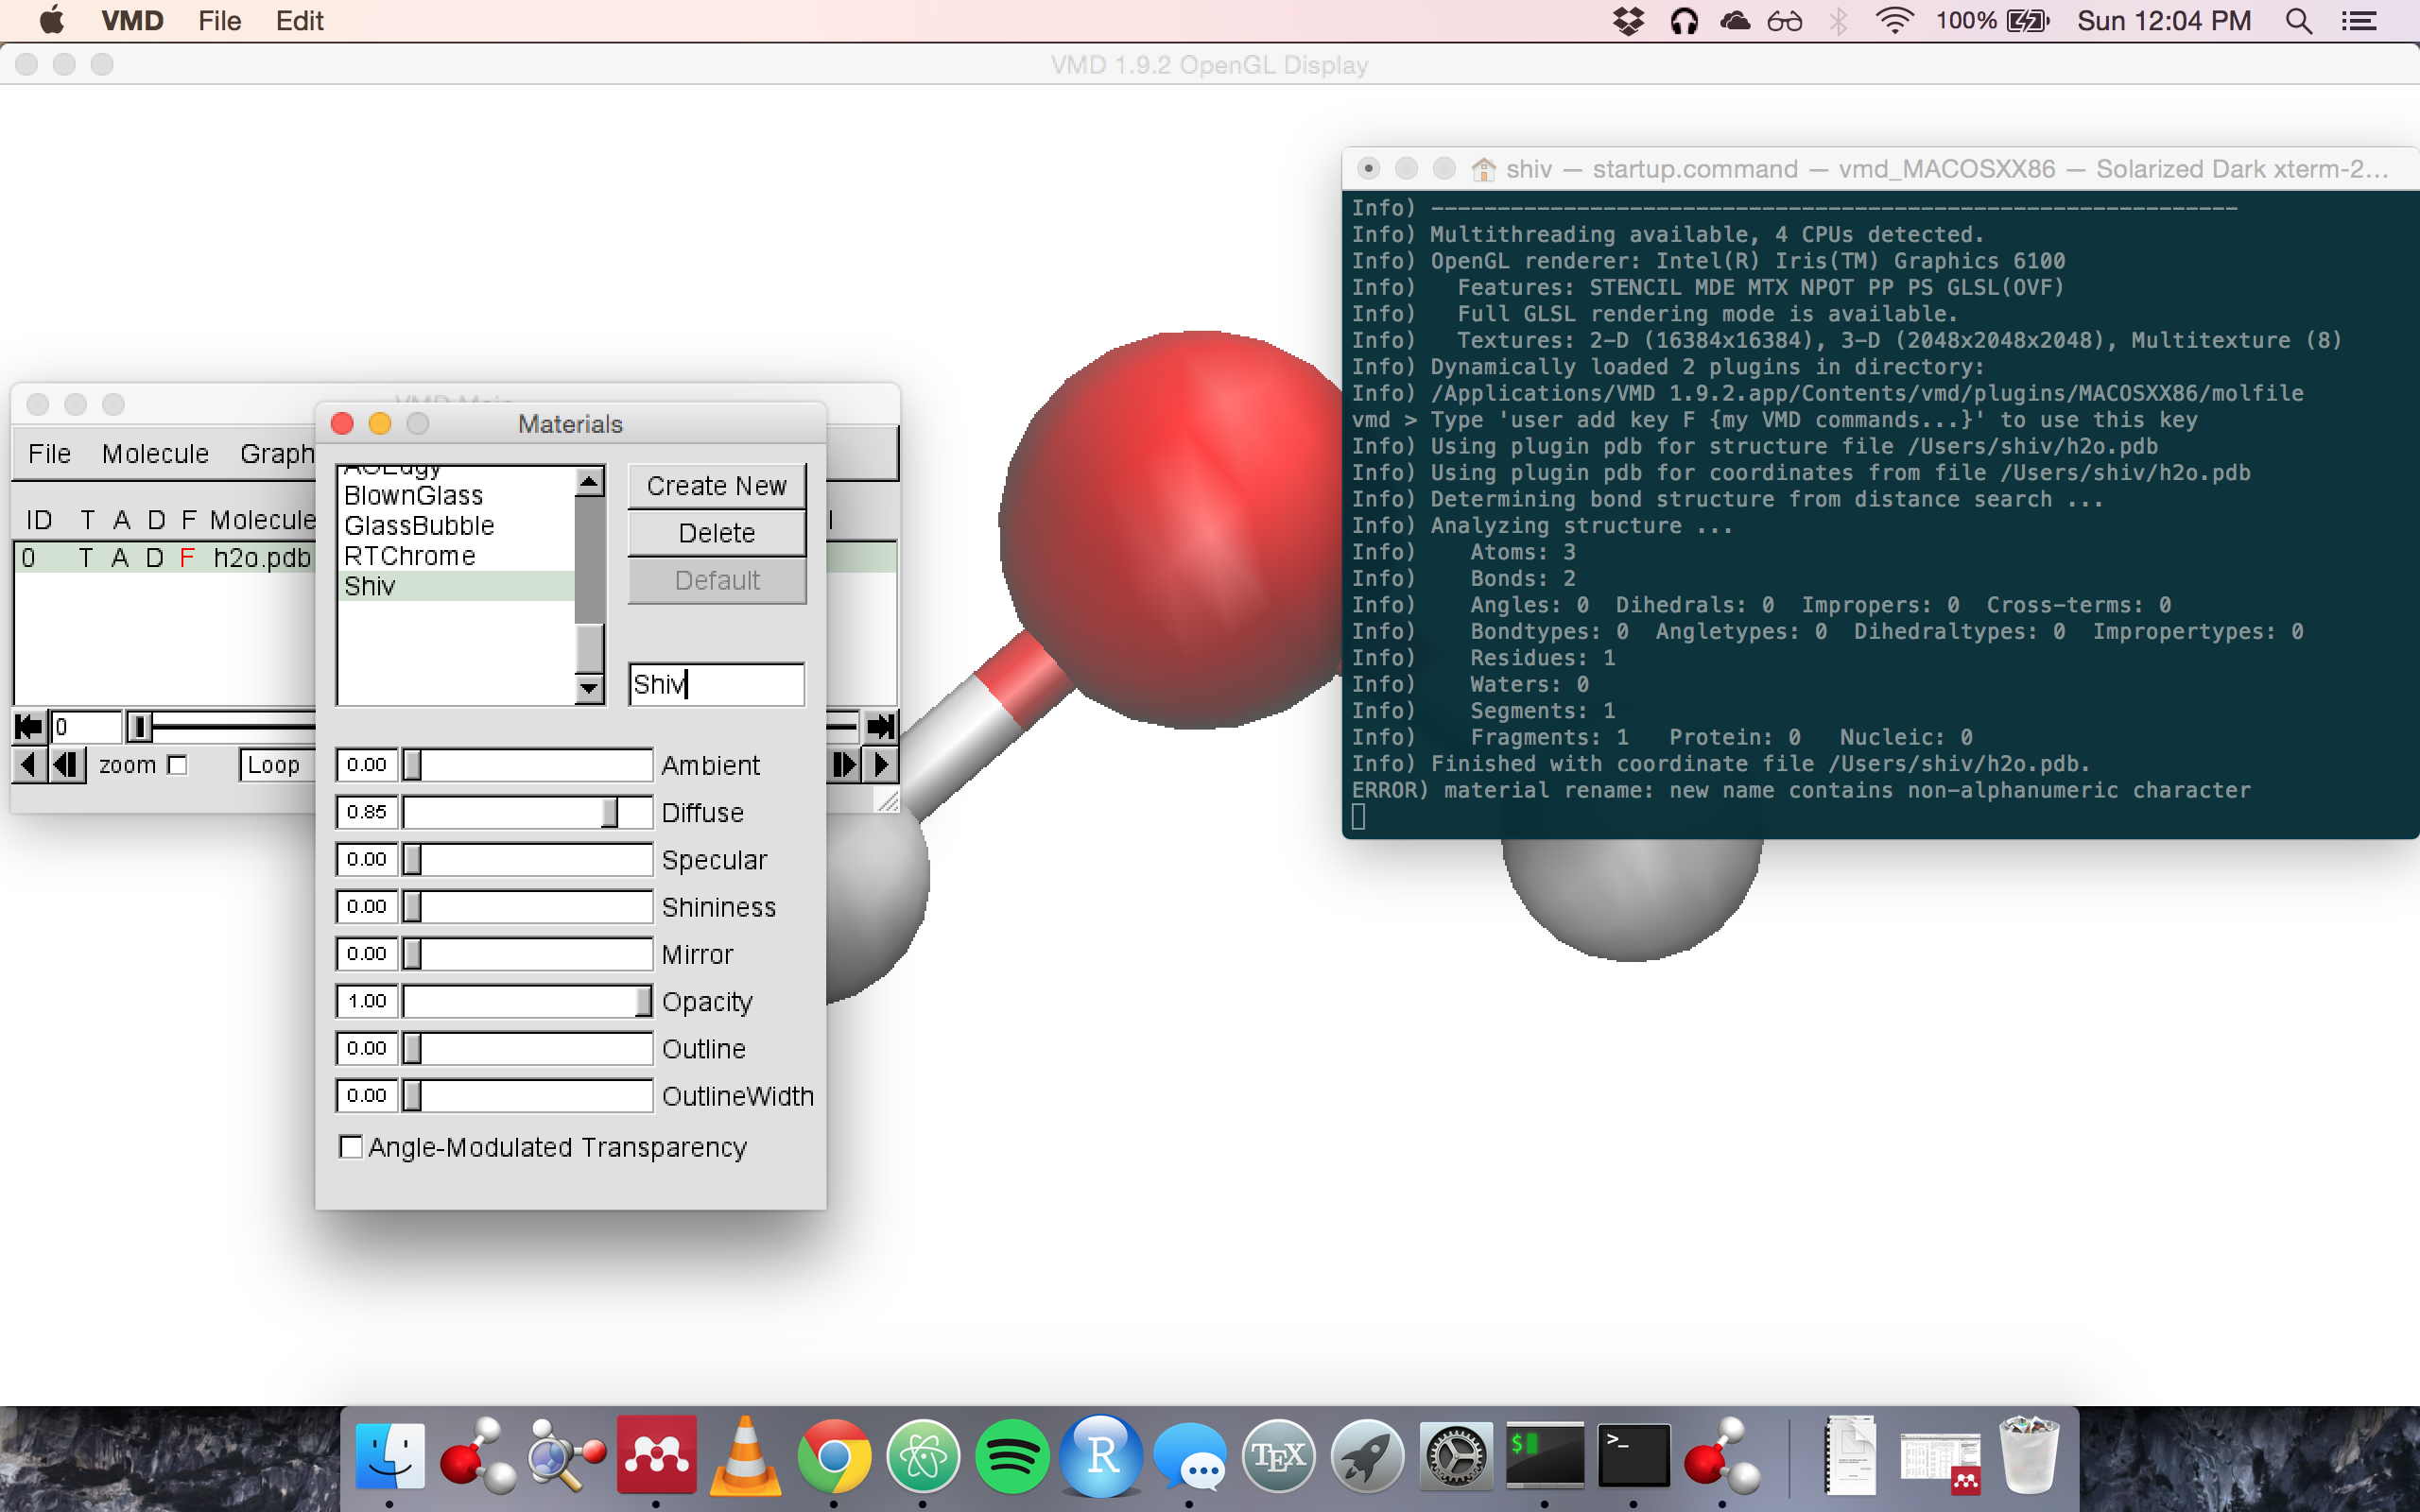 VMD File Edit 100% Sun 12:04 PM
VMD 1.9.2 OpenGL Display
shiv — startup.command — vmd_MACOSXX86 — Solarized Dark xterm-2...
Info) -------------------------------------------------------------
Info) Multithreading available, 4 CPUs detected.
Info) OpenGL renderer: Intel(R) Iris(TM) Graphics 6100
Info)   Features: STENCIL MDE MTX NPOT PP PS GLSL(OVF)
Info)   Full GLSL rendering mode is available.
Info)   Textures: 2-D (16384x16384), 3-D (2048x2048x2048), Multitexture (8)
Info) Dynamically loaded 2 plugins in directory:
Info) /Applications/VMD 1.9.2.app/Contents/vmd/plugins/MACOSXX86/molfile
vmd > Type 'user add key F {my VMD commands...}' to use this key
Info) Using plugin pdb for structure file /Users/shiv/h2o.pdb
Info) Using plugin pdb for coordinates from file /Users/shiv/h2o.pdb
Info) Determining bond structure from distance search ...
Info) Analyzing structure ...
Info)    Atoms: 3
Info)    Bonds: 2
Info)    Angles: 0  Dihedrals: 0  Impropers: 0  Cross-terms: 0
Info)    Bondtypes: 0  Angletypes: 0  Dihedraltypes: 0  Impropertypes: 0
Info)    Residues: 1
Info)    Waters: 0
Info)    Segments: 1
Info)    Fragments: 1   Protein: 0   Nucleic: 0
Info) Finished with coordinate file /Users/shiv/h2o.pdb.
ERROR) material rename: new name contains non-alphanumeric character
VMD Main
File Molecule Graph
ID T A D F Molecule
0 T A D F h2o.pdb
0
zoom Loop
Materials
AOEdgy
BlownGlass
GlassBubble
RTChrome
Shiv
Create New
Delete
Default
Shiv
0.00 Ambient
0.85 Diffuse
0.00 Specular
0.00 Shininess
0.00 Mirror
1.00 Opacity
0.00 Outline
0.00 OutlineWidth
Angle-Modulated Transparency
R
TEX
$
>_